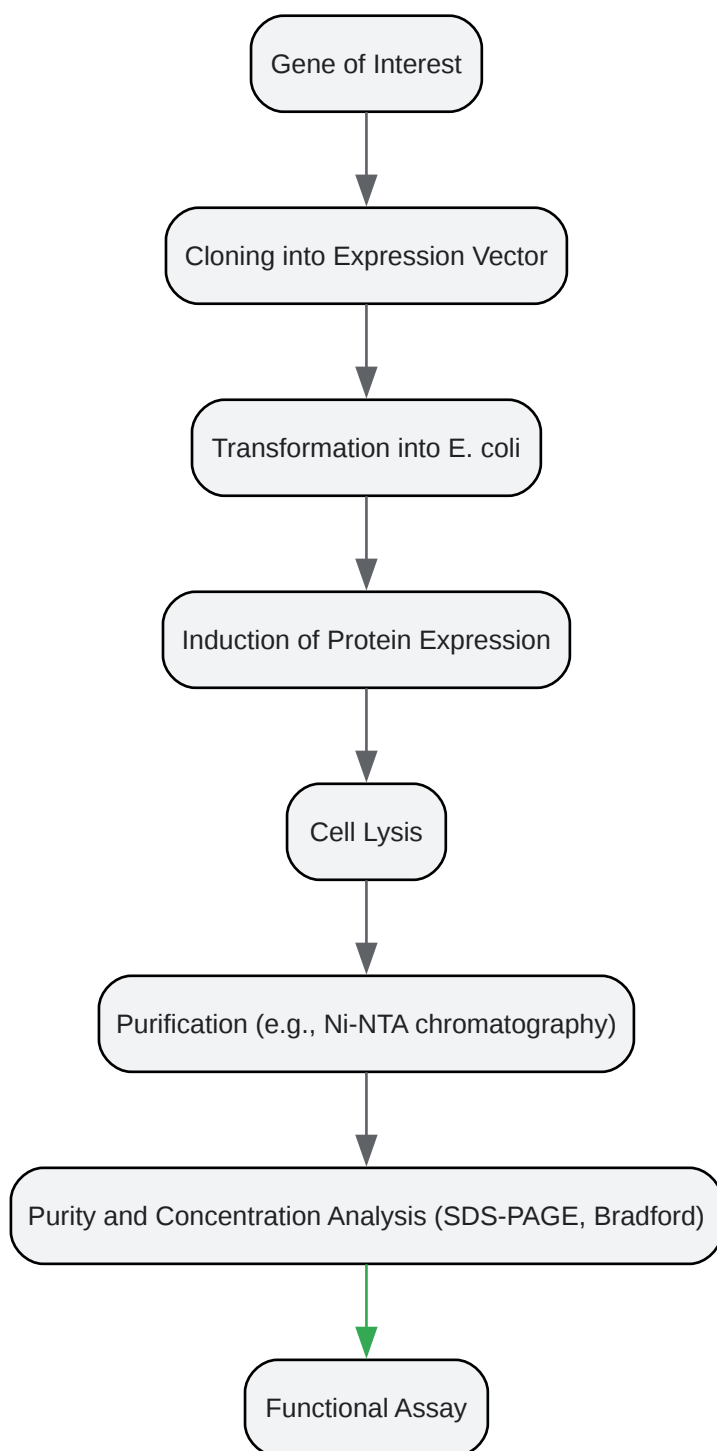 Gene of Interest
Cloning into Expression Vector
Transformation into E. coli
Induction of Protein Expression
Cell Lysis
Purification (e.g., Ni-NTA chromatography)
Purity and Concentration Analysis (SDS-PAGE, Bradford)
Functional Assay